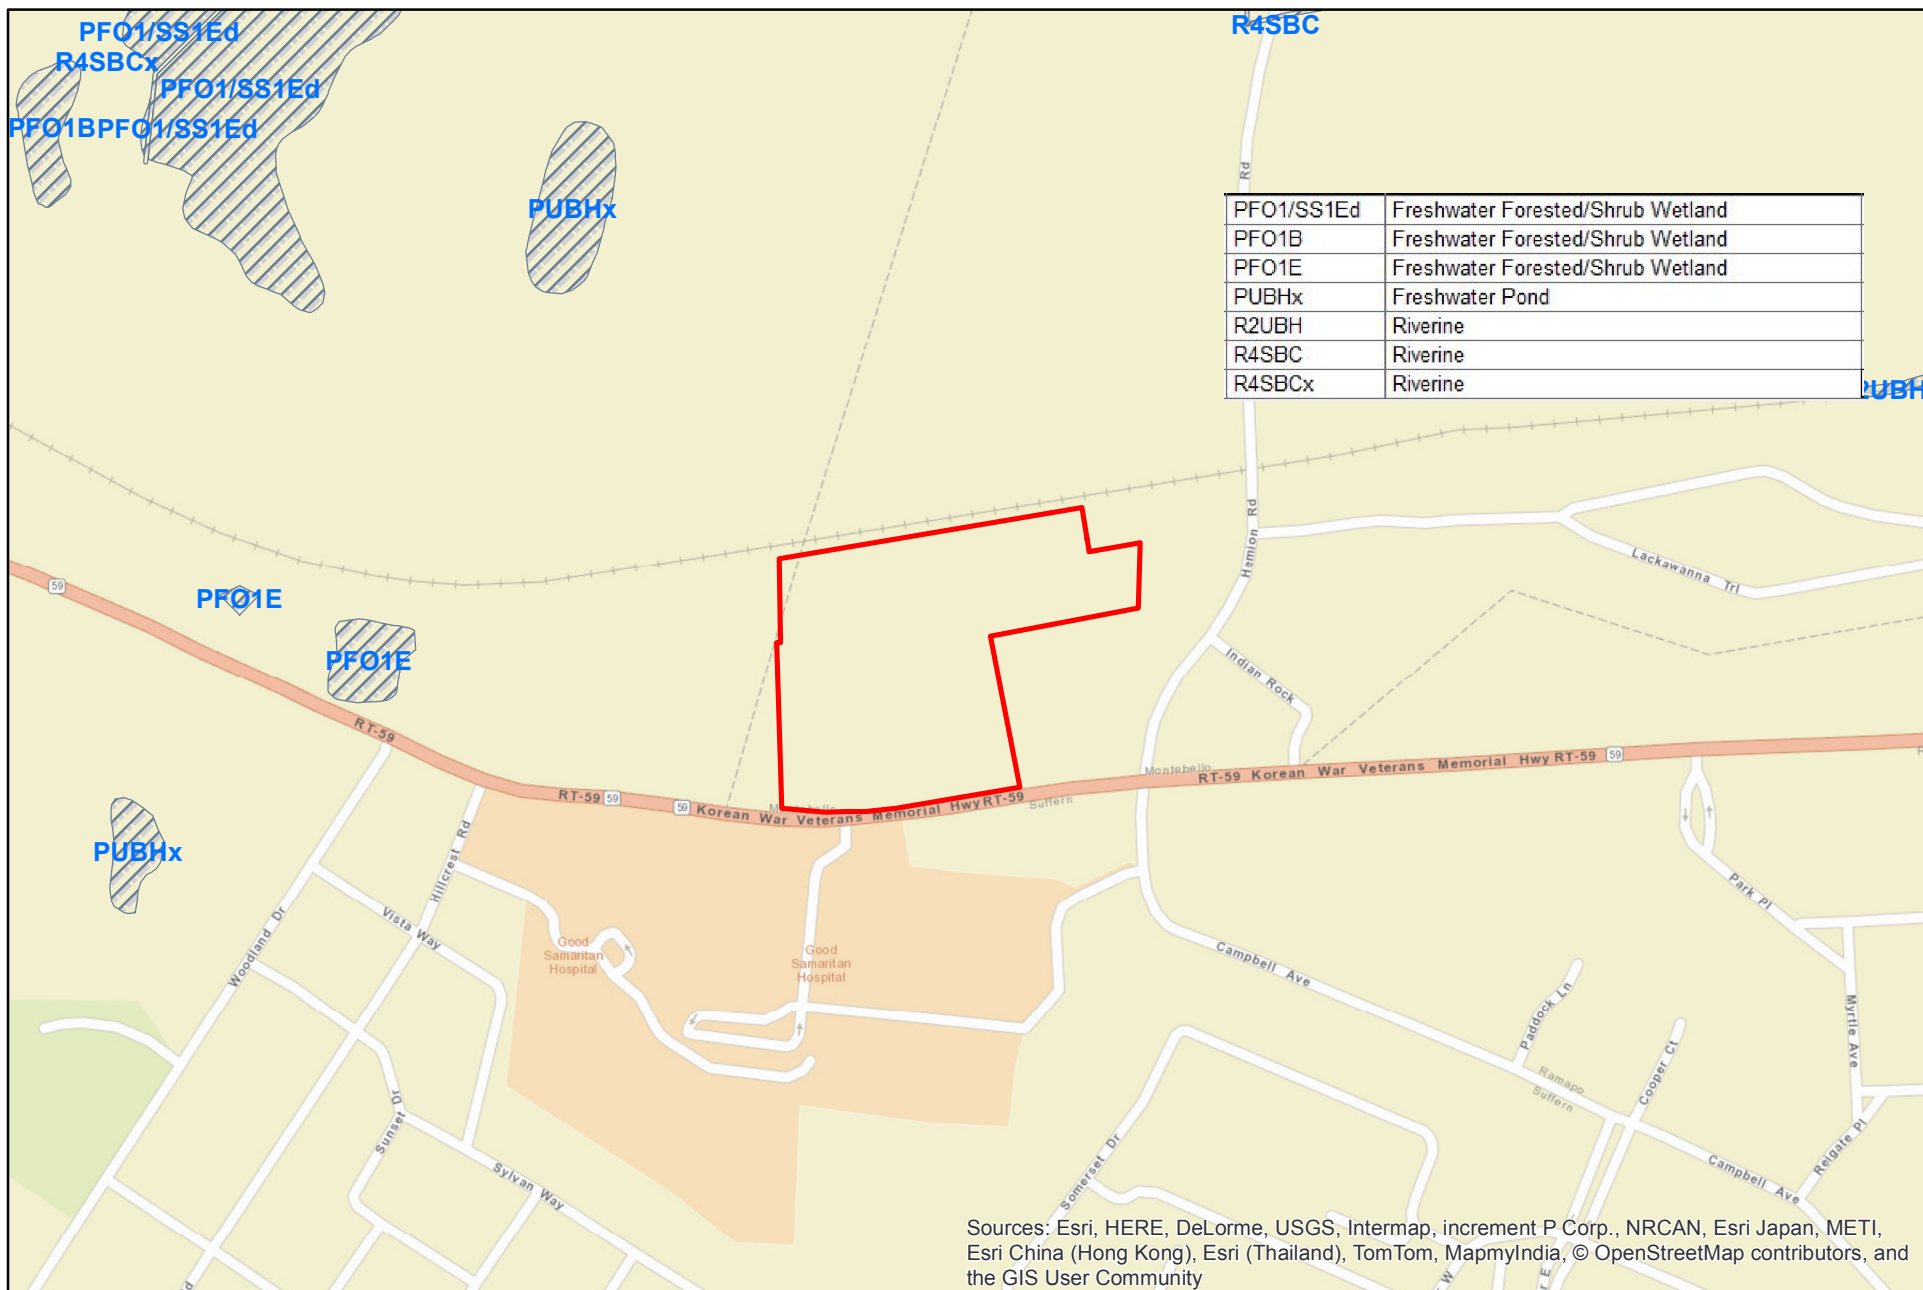 PFO1/SS1Ed
R4SBCx
PFO1/SS1Ed
PFO1B
PFO1/SS1Ed
PUBHx
R4SBC
Rd
PFO1/SS1Ed Freshwater Forested/Shrub Wetland
PFO1B Freshwater Forested/Shrub Wetland
PFO1E Freshwater Forested/Shrub Wetland
PUBHx Freshwater Pond
R2UBH Riverine
R4SBC Riverine
R4SBCx Riverine
2UBH
Hemion Rd
Lackawanna Trl
59
PFO1E
PFO1E
RT-59
Indian Rock
Montebello
RT-59 Korean War Veterans Memorial Hwy RT-59 59
RT-59 59
59 Korean War Veterans Memorial Hwy RT-59
Suffern
PUBHx
Hillcrest Rd
Woodland Dr
Vista Way
Good
Samaritan
Hospital
Good
Samaritan
Hospital
Park Pl
Campbell Ave
Paddock Ln
Myrtle Ave
Cooper Ct
Ramapo
Suffern
Sunset Dr
Sylvan Way
Somerset Dr
Campbell Ave
Reigate Pl
W
r E
Sources: Esri, HERE, DeLorme, USGS, Intermap, increment P Corp., NRCAN, Esri Japan, METI,
Esri China (Hong Kong), Esri (Thailand), TomTom, MapmyIndia, © OpenStreetMap contributors, and
the GIS User Community